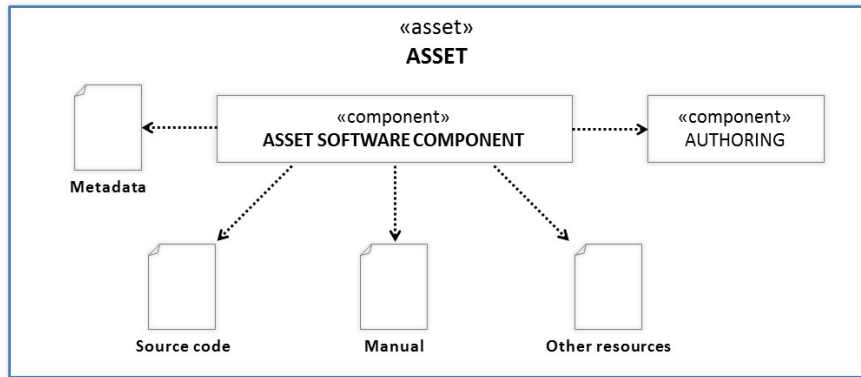 «asset»
ASSET
«component»
ASSET SOFTWARE COMPONENT
«component»
AUTHORING
Metadata
Source code
Manual
Other resources